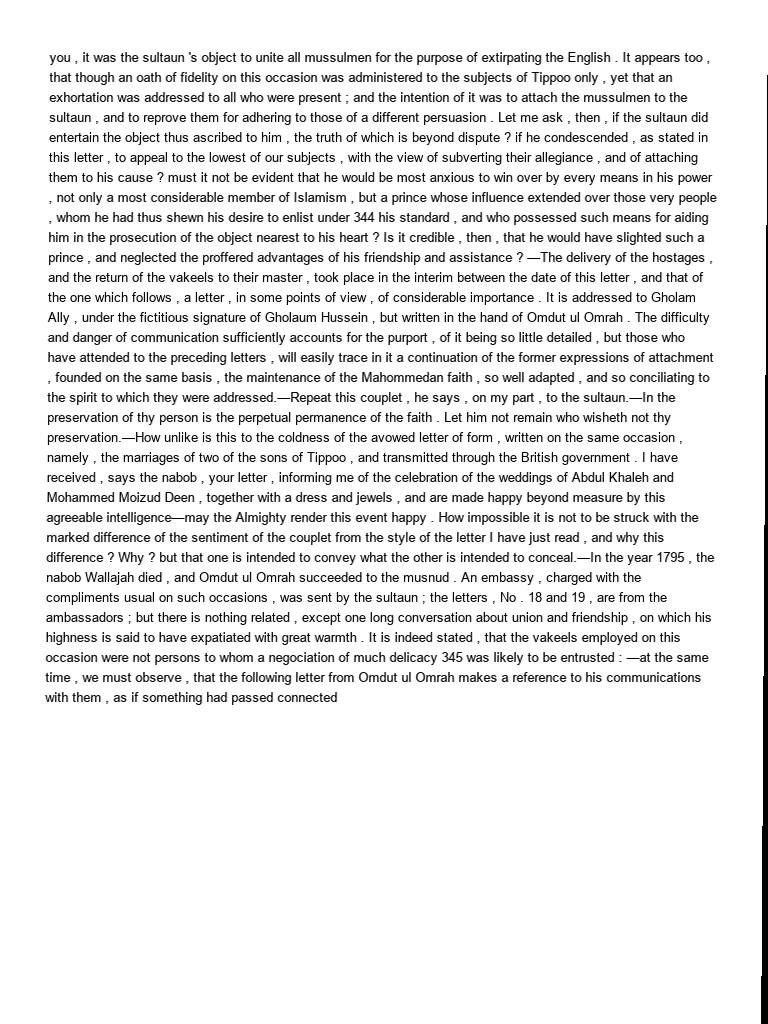 you , it was the sultaun 's object to unite all mussulmen for the purpose of extirpating the English . It appears too ,
that though an oath of fidelity on this occasion was administered to the subjects of Tippoo only , yet that an
exhortation was addressed to all who were present ; and the intention of it was to attach the mussulmen to the
sultaun , and to reprove them for adhering to those of a different persuasion . Let me ask , then , if the sultaun did
entertain the object thus ascribed to him , the truth of which is beyond dispute ? if he condescended , as stated in
this letter , to appeal to the lowest of our subjects , with the view of subverting their allegiance , and of attaching
them to his cause ? must it not be evident that he would be most anxious to win over by every means in his power
, not only a most considerable member of Islamism , but a prince whose influence extended over those very people
, whom he had thus shewn his desire to enlist under 344 his standard , and who possessed such means for aiding
him in the prosecution of the object nearest to his heart ? Is it credible , then , that he would have slighted such a
prince , and neglected the proffered advantages of his friendship and assistance ? —The delivery of the hostages ,
and the return of the vakeels to their master , took place in the interim between the date of this letter , and that of
the one which follows , a letter , in some points of view , of considerable importance . It is addressed to Gholam
Ally , under the fictitious signature of Gholaum Hussein , but written in the hand of Omdut ul Omrah . The difficulty
and danger of communication sufficiently accounts for the purport , of it being so little detailed , but those who
have attended to the preceding letters , will easily trace in it a continuation of the former expressions of attachment
, founded on the same basis , the maintenance of the Mahommedan faith , so well adapted , and so conciliating to
the spirit to which they were addressed.—Repeat this couplet , he says , on my part , to the sultaun.—In the
preservation of thy person is the perpetual permanence of the faith . Let him not remain who wisheth not thy
preservation.—How unlike is this to the coldness of the avowed letter of form , written on the same occasion ,
namely , the marriages of two of the sons of Tippoo , and transmitted through the British government . I have
received , says the nabob , your letter , informing me of the celebration of the weddings of Abdul Khaleh and
Mohammed Moizud Deen , together with a dress and jewels , and are made happy beyond measure by this
agreeable intelligence—may the Almighty render this event happy . How impossible it is not to be struck with the
marked difference of the sentiment of the couplet from the style of the letter I have just read , and why this
difference ? Why ? but that one is intended to convey what the other is intended to conceal.—In the year 1795 , the
nabob Wallajah died , and Omdut ul Omrah succeeded to the musnud . An embassy , charged with the
compliments usual on such occasions , was sent by the sultaun ; the letters , No . 18 and 19 , are from the
ambassadors ; but there is nothing related , except one long conversation about union and friendship , on which his
highness is said to have expatiated with great warmth . It is indeed stated , that the vakeels employed on this
occasion were not persons to whom a negociation of much delicacy 345 was likely to be entrusted : —at the same
time , we must observe , that the following letter from Omdut ul Omrah makes a reference to his communications
with them , as if something had passed connected